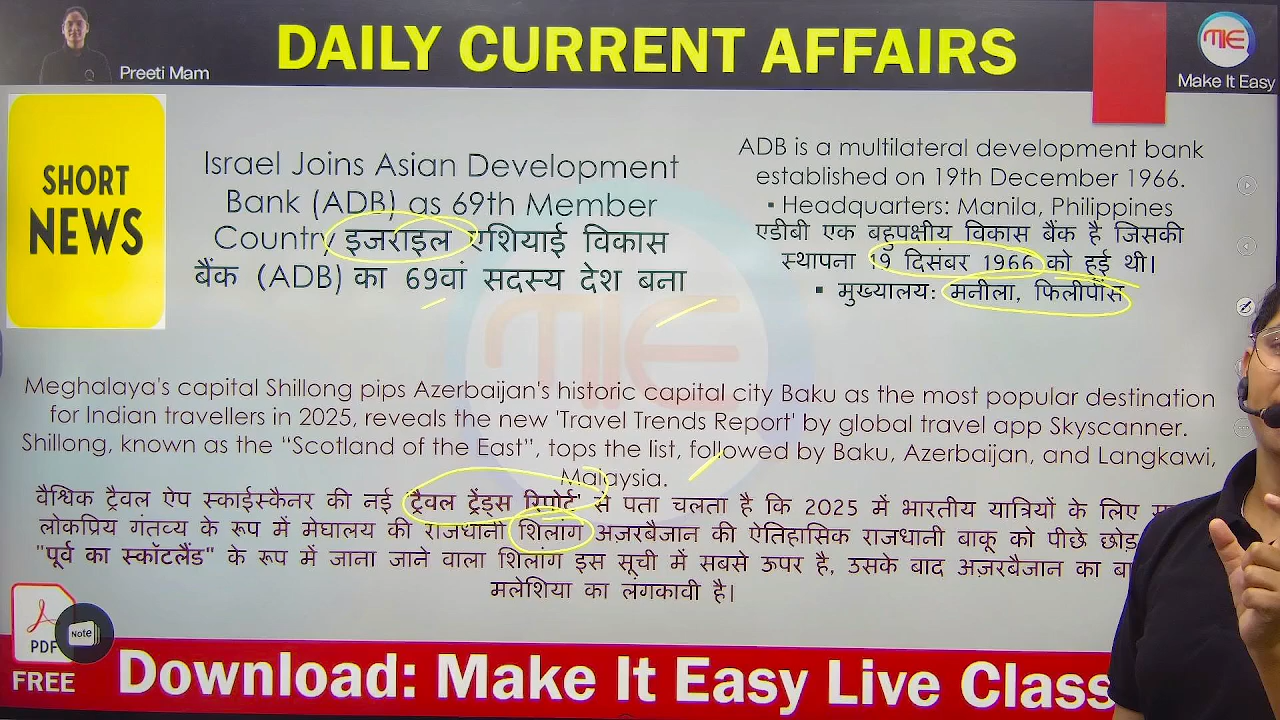 DAILY CURRENT AFFAIRS
Preeti Mam
MIE
Make It Easy
SHORT
NEWS
Israel Joins Asian Development
Bank (ADB) as 69th Member
Country इजराइल एशियाई विकास
बैंक (ADB) का 69वां सदस्य देश बना
ADB is a multilateral development bank
established on 19th December 1966.
▪ Headquarters: Manila, Philippines
एडीबी एक बहुपक्षीय विकास बैंक है जिसकी
स्थापना 19 दिसंबर 1966 को हुई थी।
▪ मुख्यालय: मनीला, फिलीपींस
MIE
Meghalaya's capital Shillong pips Azerbaijan's historic capital city Baku as the most popular destination
for Indian travellers in 2025, reveals the new 'Travel Trends Report' by global travel app Skyscanner.
Shillong, known as the “Scotland of the East”, tops the list, followed by Baku, Azerbaijan, and Langkawi,
Malaysia.
वैश्विक ट्रैवल ऐप स्काईस्कैनर की नई 'ट्रैवल ट्रेंड्स रिपोर्ट' से पता चलता है कि 2025 में भारतीय यात्रियों के लिए
लोकप्रिय गंतव्य के रूप में मेघालय की राजधानी शिलांग अज़रबैजान की ऐतिहासिक राजधानी बाकू को पीछे छोड़
"पूर्व का स्कॉटलैंड" के रूप में जाना जाने वाला शिलांग इस सूची में सबसे ऊपर है, उसके बाद अज़रबैजान का
मलेशिया का लंगकावी है।
PDF
Note
FREE
Download: Make It Easy Live Class